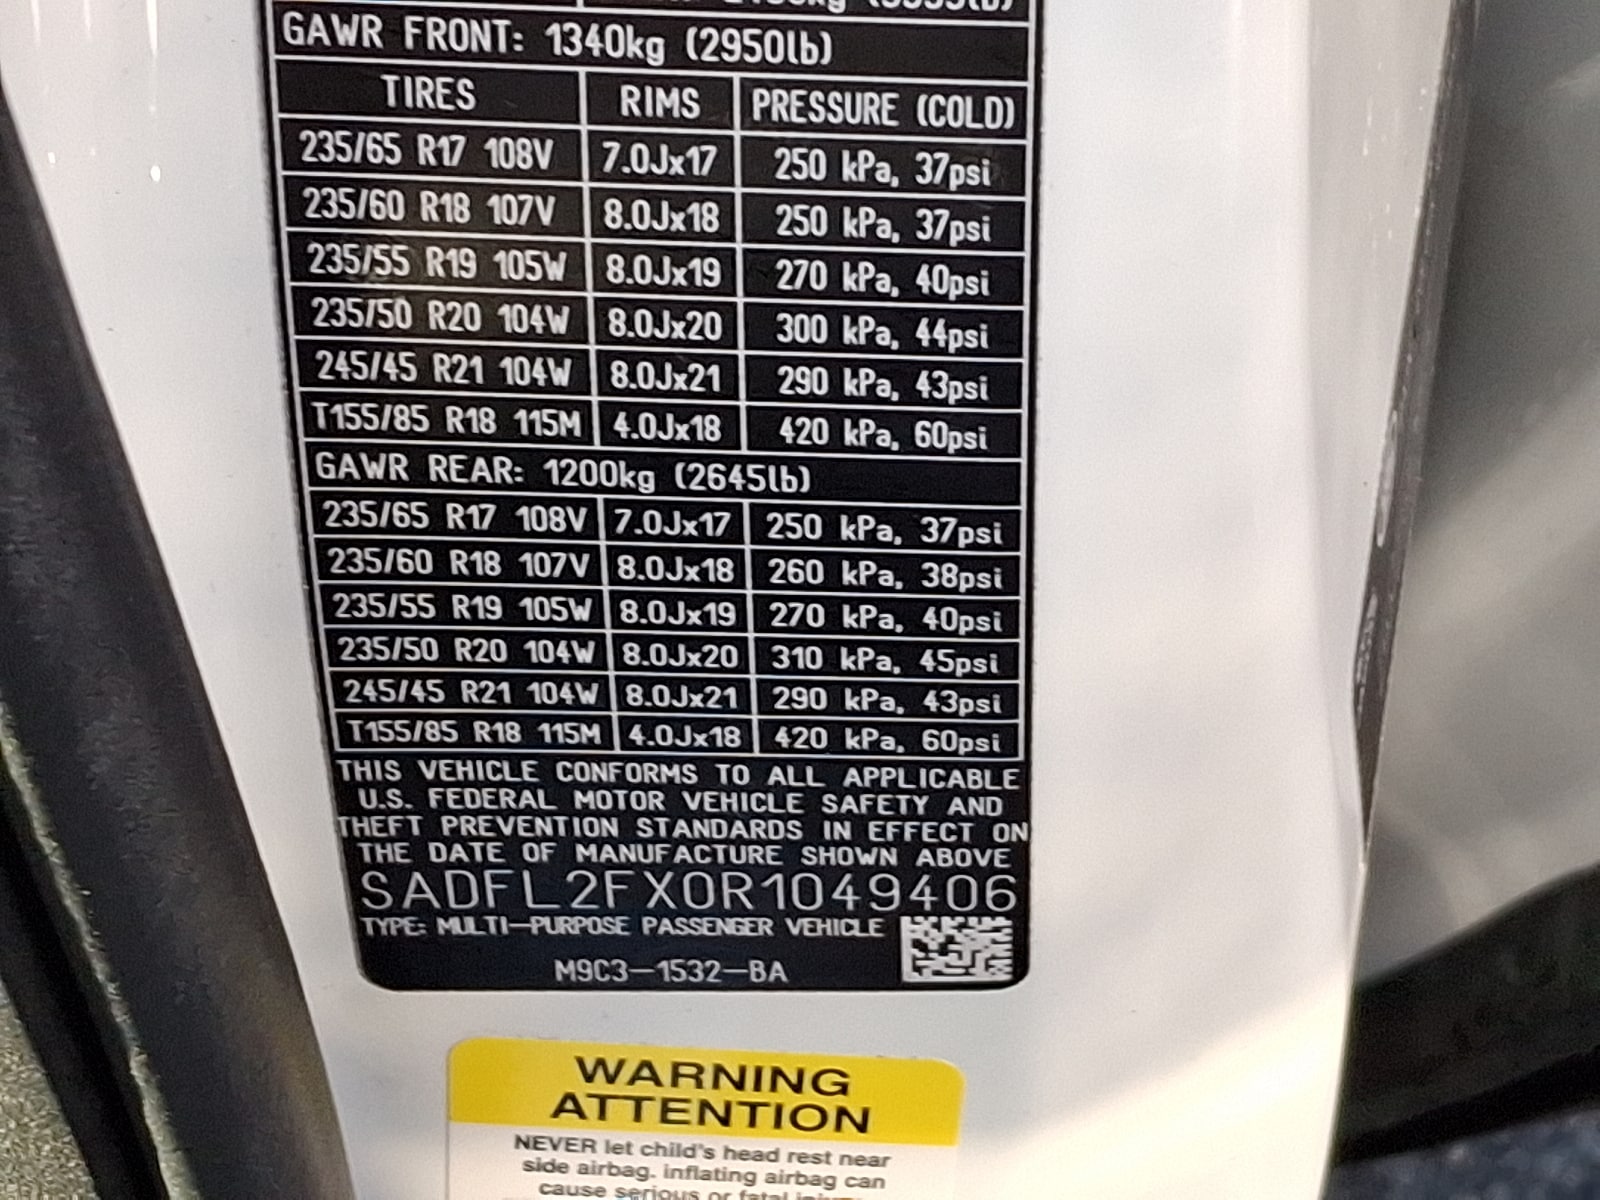 GAWR FRONT: 1340kg (2950lb)
TIRES RIMS PRESSURE (COLD)
235/65 R17 108V 7.0Jx17 250 kPa, 37psi
235/60 R18 107V 8.0Jx18 250 kPa, 37psi
235/55 R19 105W 8.0Jx19 270 kPa, 40psi
235/50 R20 104W 8.0Jx20 300 kPa, 44psi
245/45 R21 104W 8.0Jx21 290 kPa, 43psi
T155/85 R18 115M 4.0Jx18 420 kPa, 60psi
GAWR REAR: 1200kg (2645lb)
235/65 R17 108V 7.0Jx17 250 kPa, 37psi
235/60 R18 107V 8.0Jx18 260 kPa, 38psi
235/55 R19 105W 8.0Jx19 270 kPa, 40psi
235/50 R20 104W 8.0Jx20 310 kPa, 45psi
245/45 R21 104W 8.0Jx21 290 kPa, 43psi
T155/85 R18 115M 4.0Jx18 420 kPa, 60psi
THIS VEHICLE CONFORMS TO ALL APPLICABLE
U.S. FEDERAL MOTOR VEHICLE SAFETY AND
THEFT PREVENTION STANDARDS IN EFFECT ON
THE DATE OF MANUFACTURE SHOWN ABOVE
SADFL2FX0R1049406
TYPE: MULTI-PURPOSE PASSENGER VEHICLE
M9C3-1532-BA
WARNING
ATTENTION
NEVER let child's head rest near
side airbag. inflating airbag can
cause serious or fatal